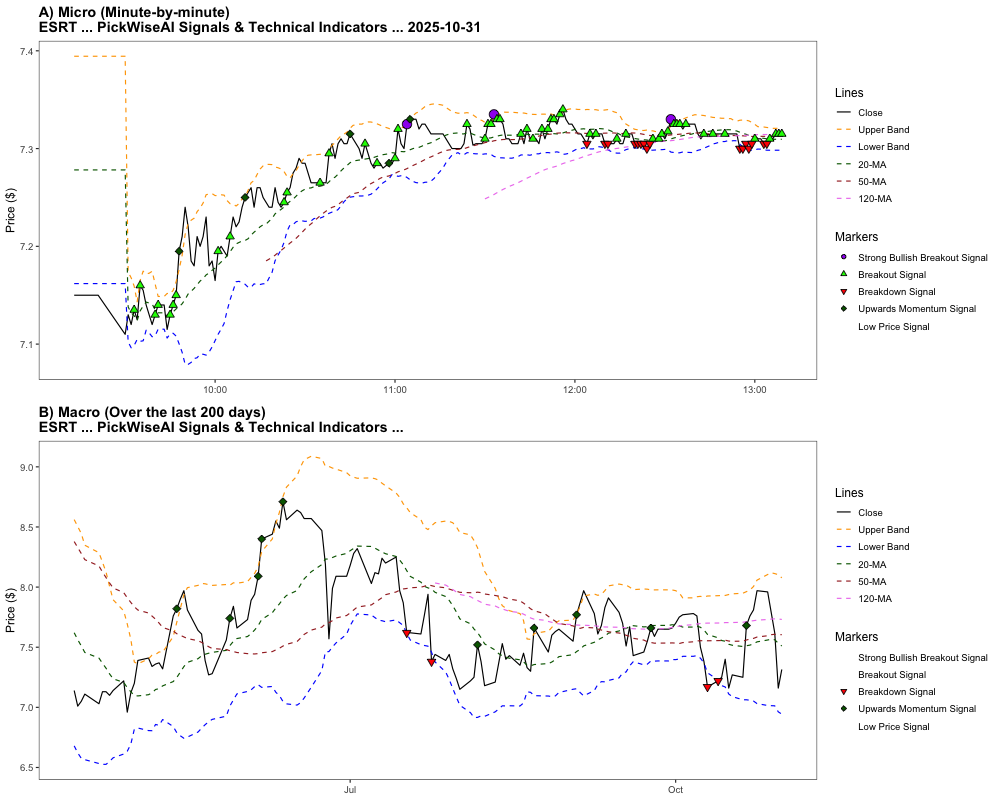 A) Micro (Minute-by-minute)
ESRT ... PickWiseAI Signals & Technical Indicators ... 2025-10-31
Price ($)
7.4
7.3
7.2
7.1
10:00
11:00
12:00
13:00
Lines
Close
Upper Band
Lower Band
20-MA
50-MA
120-MA
Markers
Strong Bullish Breakout Signal
Breakout Signal
Breakdown Signal
Upwards Momentum Signal
Low Price Signal
B) Macro (Over the last 200 days)
ESRT ... PickWiseAI Signals & Technical Indicators ...
Price ($)
9.0
8.5
8.0
7.5
7.0
6.5
Jul
Oct
Lines
Close
Upper Band
Lower Band
20-MA
50-MA
120-MA
Markers
Strong Bullish Breakout Signal
Breakout Signal
Breakdown Signal
Upwards Momentum Signal
Low Price Signal